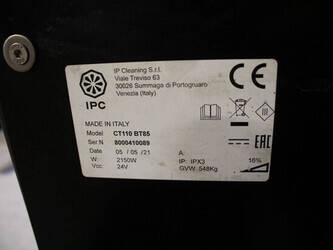 IP Cleaning S.r.l.
Viale Treviso 63
30026 Summaga di Portogruaro
Venezia (Italy)
IPC
CE
MADE IN ITALY
Model CT110 BT85
Ser N 8000410089
Date 05 / 05 / 21 A:
W: 2150W IP: IPX3 16%
Vcc: 24V GVW: 548Kg
EAC